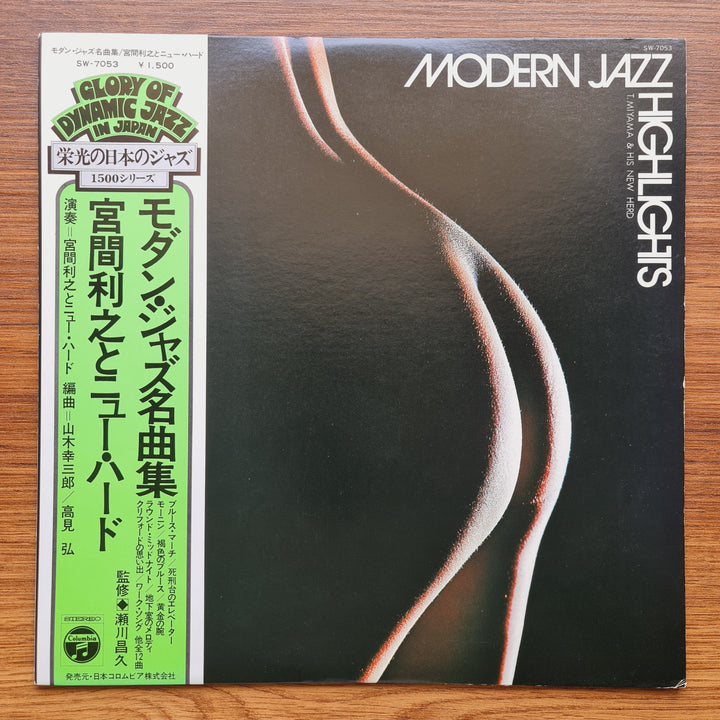 モダン・ジャズ名曲集/宮間利之とニュー・ハード
SW-7053 ¥1,500
GLORY OF
DYNAMIC JAZZ
IN JAPAN
栄光の日本のジャズ
1500シリーズ
モダン・ジャズ名曲集
宮間利之とニュー・ハード
演奏=宮間利之とニュー・ハード 編曲=山木幸三郎/高見 弘
ブルース・マーチ/死刑台のエレベーター
モーニン/褐色のブルース/黄金の腕
ラウンド・ミッドナイト/地下室のメロディ
クリフォードの思い出/ワーク・ソング 他全12曲
監修◆瀬川昌久
STEREO
Columbia
発売元・日本コロムビア株式会社
SW-7053
MODERN JAZZ
HIGHLIGHTS
T. MIYAMA & HIS NEW HERD